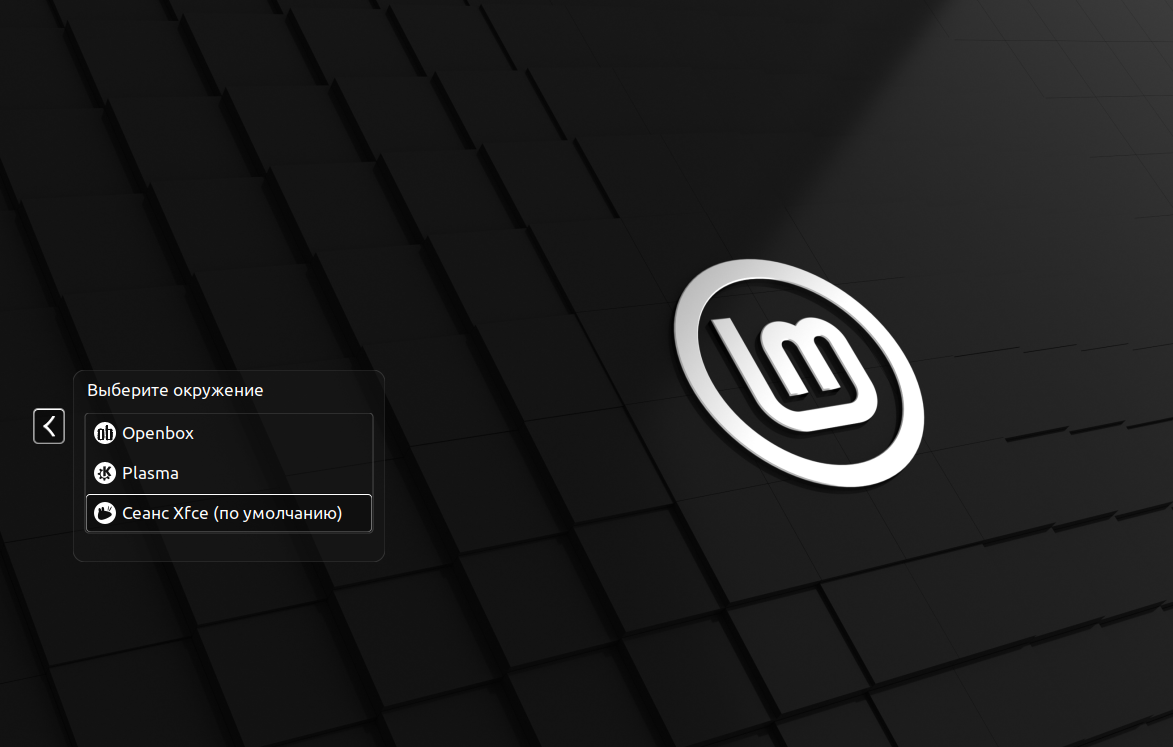 Выберите окружение
Openbox
Plasma
Сеанс Xfce (по умолчанию)